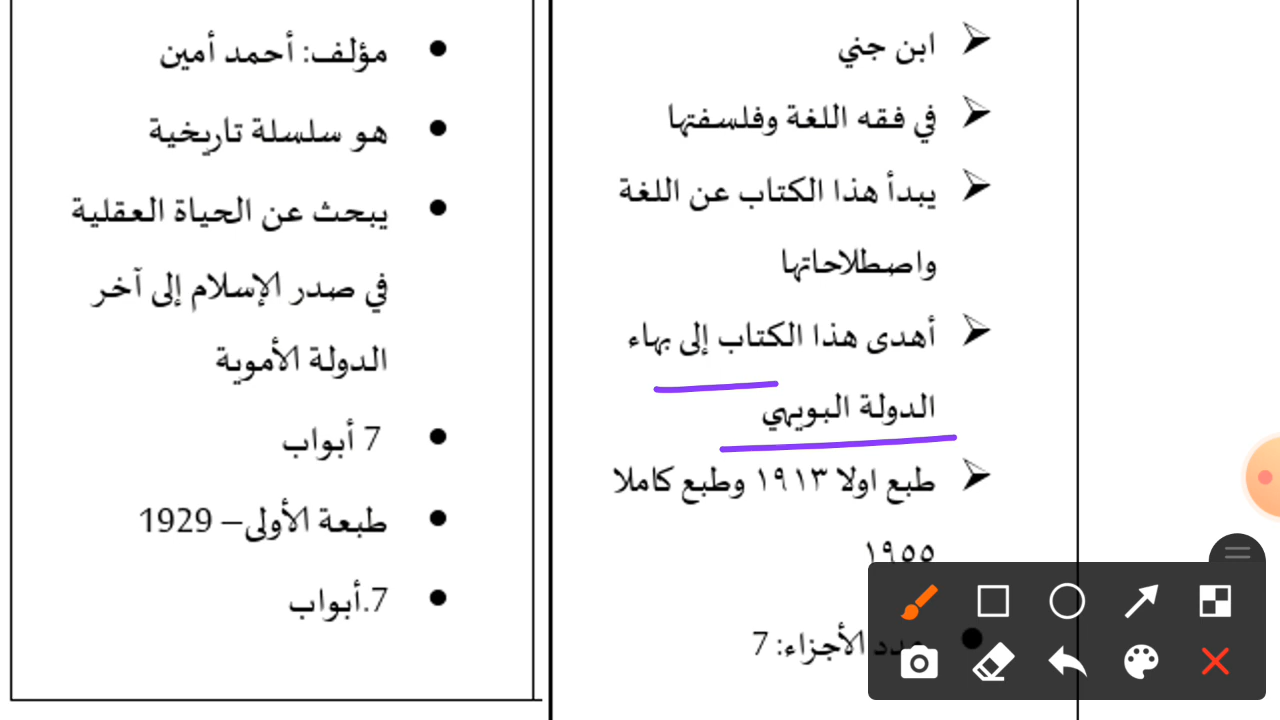 ابن جني
في فقه اللغة وفلسفتها
يبدأ هذا الكتاب عن اللغة
واصطلاحاتها
أهدى هذا الكتاب إلى بهاء
الدولة البويهي
طبع اولا ١٩١٣ وطبع كاملا
١٩٥٥
عدد الأجزاء: 7
مؤلف: أحمد أمين
هو سلسلة تاريخية
يبحث عن الحياة العقلية
في صدر الإسلام إلى آخر
الدولة الأموية
7 أبواب
طبعة الأولى– 1929
7.أبواب